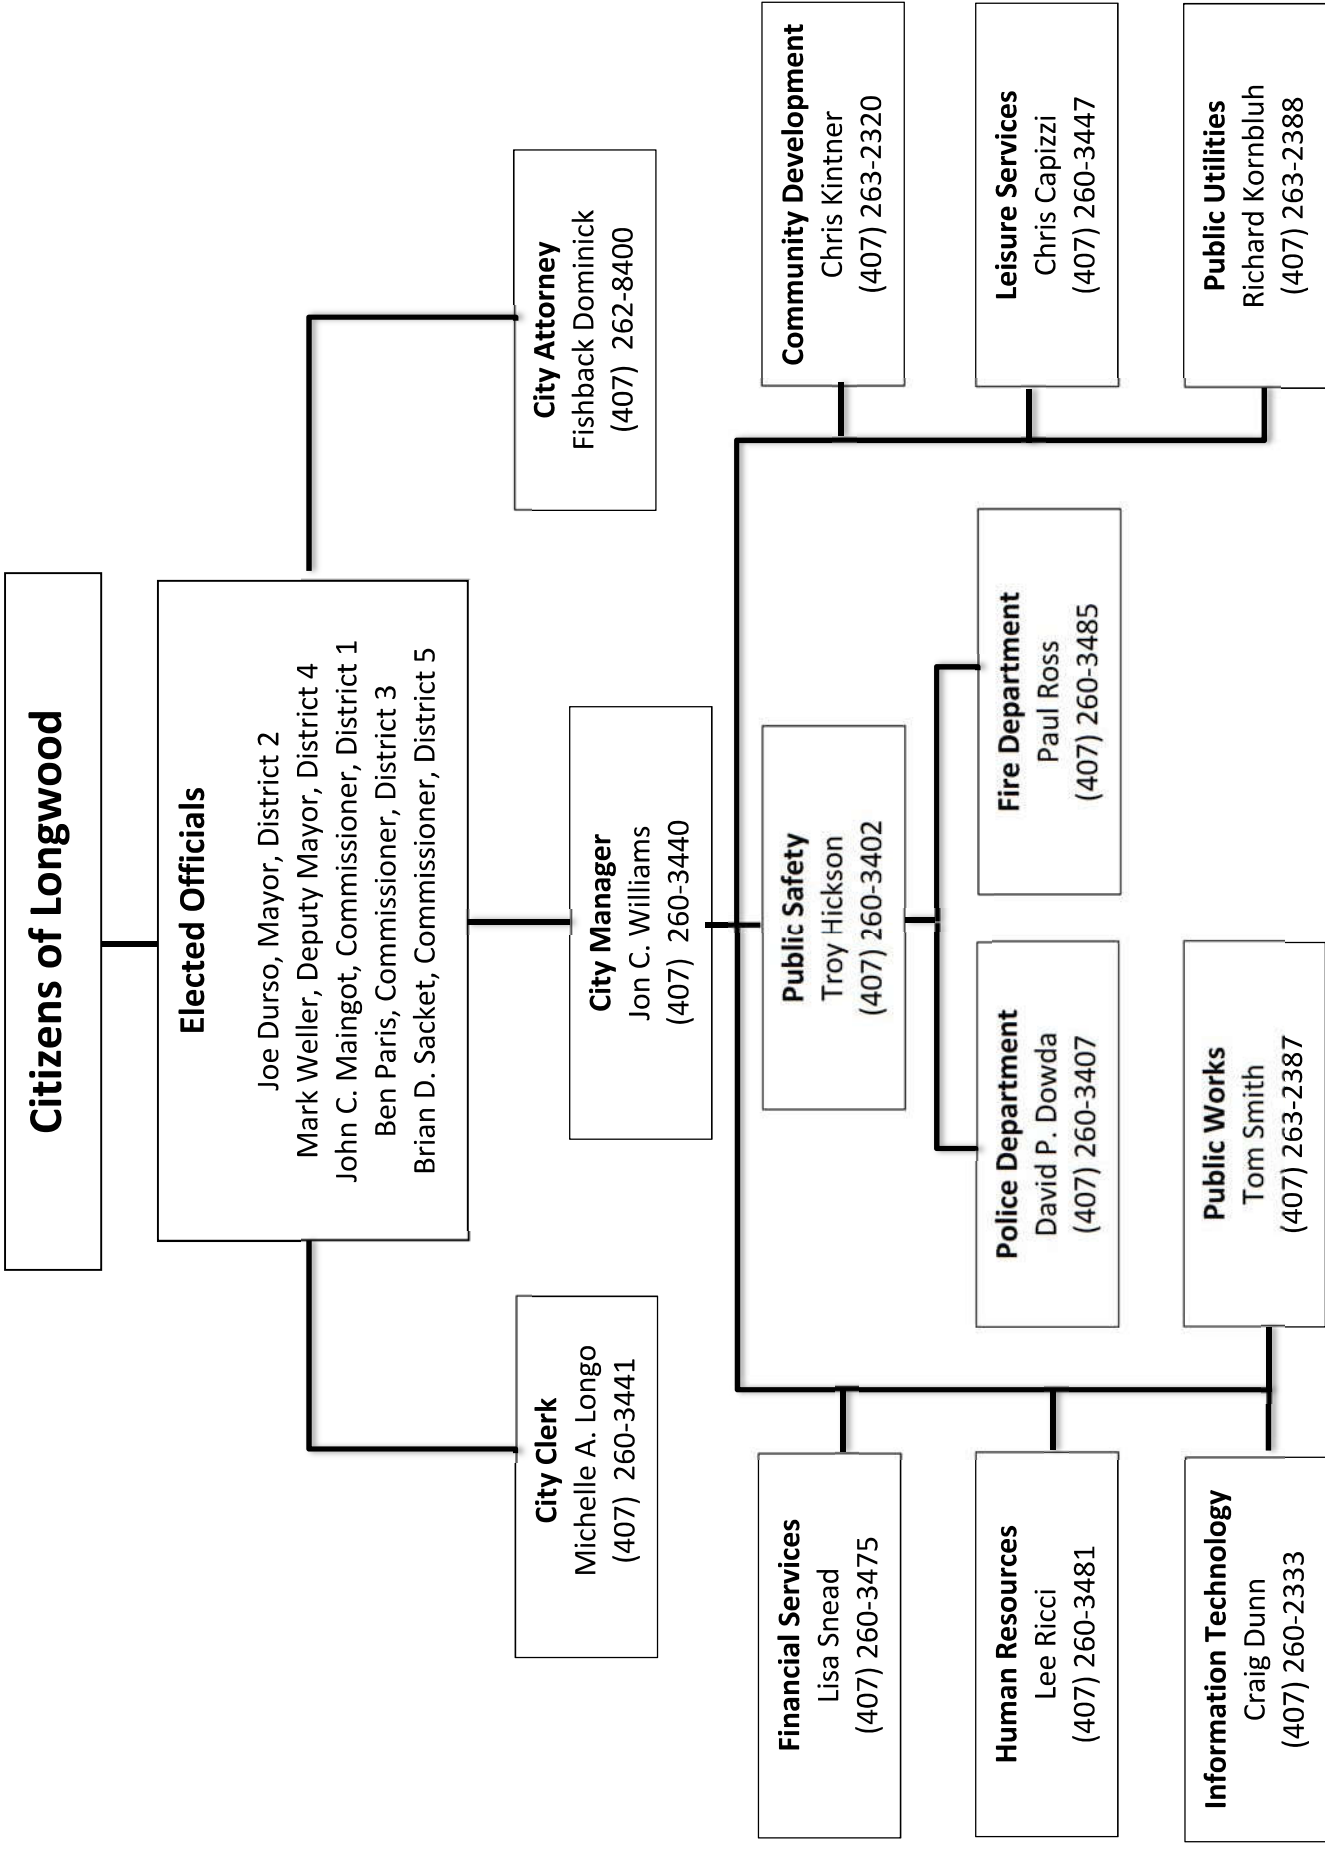 Citizens of Longwood
Elected Officials
Joe Durso, Mayor, District 2
Mark Weller, Deputy Mayor, District 4
John C. Maingot, Commissioner, District 1
Ben Paris, Commissioner, District 3
Brian D. Sacket, Commissioner, District 5
City Clerk
Michelle A. Longo
(407)  260-3441
City Attorney
Fishback Dominick
(407)  262-8400
City Manager
Jon C. Williams
(407)  260-3440
Financial Services
Lisa Snead
(407) 260-3475
Public Safety
Troy Hickson
(407) 260-3402
Community Development
Chris Kintner
(407) 263-2320
Human Resources
Lee Ricci
(407) 260-3481
Police Department
David P. Dowda
(407) 260-3407
Fire Department
Paul Ross
(407) 260-3485
Leisure Services
Chris Capizzi
(407) 260-3447
Information Technology
Craig Dunn
(407) 260-2333
Public Works
Tom Smith
(407) 263-2387
Public Utilities
Richard Kornbluh
(407) 263-2388